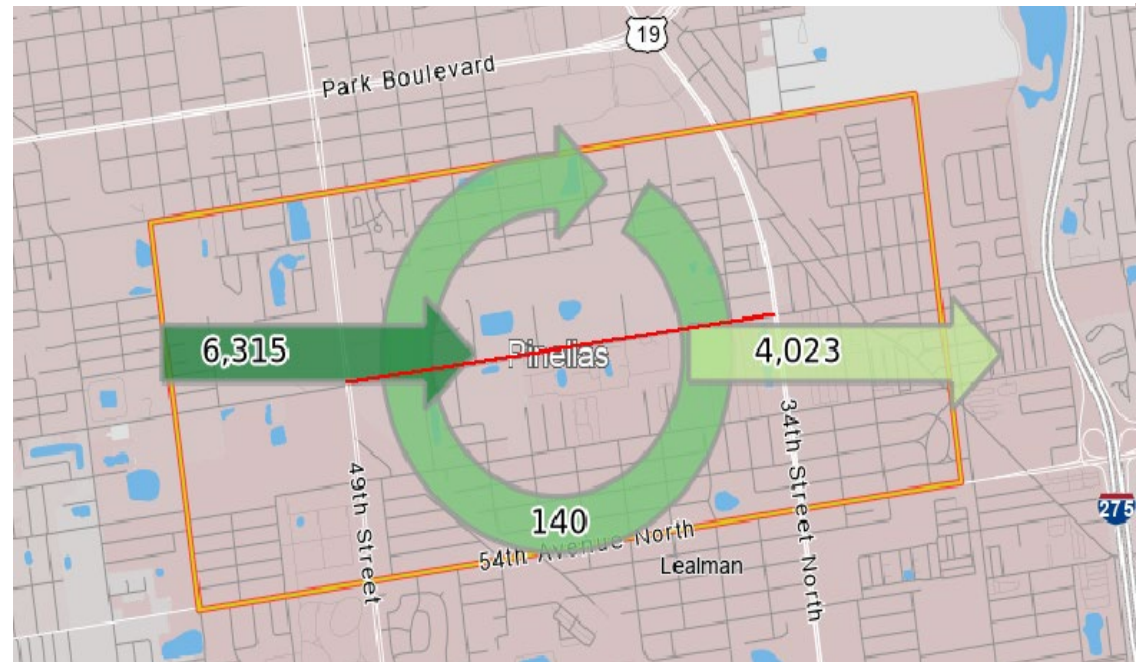 19
Park Boulevard
6,315
Pinellas
4,023
34th Street North
49th Street
275
140
54th Avenue North
Lealman